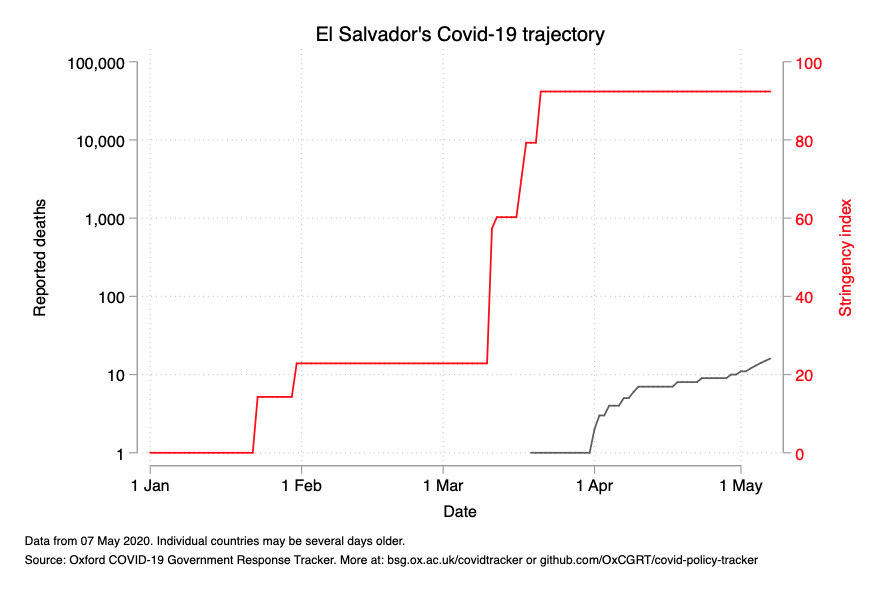 El Salvador's Covid-19 trajectory
100,000
10,000
1,000
100
10
1
Reported deaths
100
80
60
40
20
0
Stringency index
1 Jan
1 Feb
1 Mar
1 Apr
1 May
Date
Data from 07 May 2020. Individual countries may be several days older.
Source: Oxford COVID-19 Government Response Tracker. More at: bsg.ox.ac.uk/covidtracker or github.com/OxCGRT/covid-policy-tracker